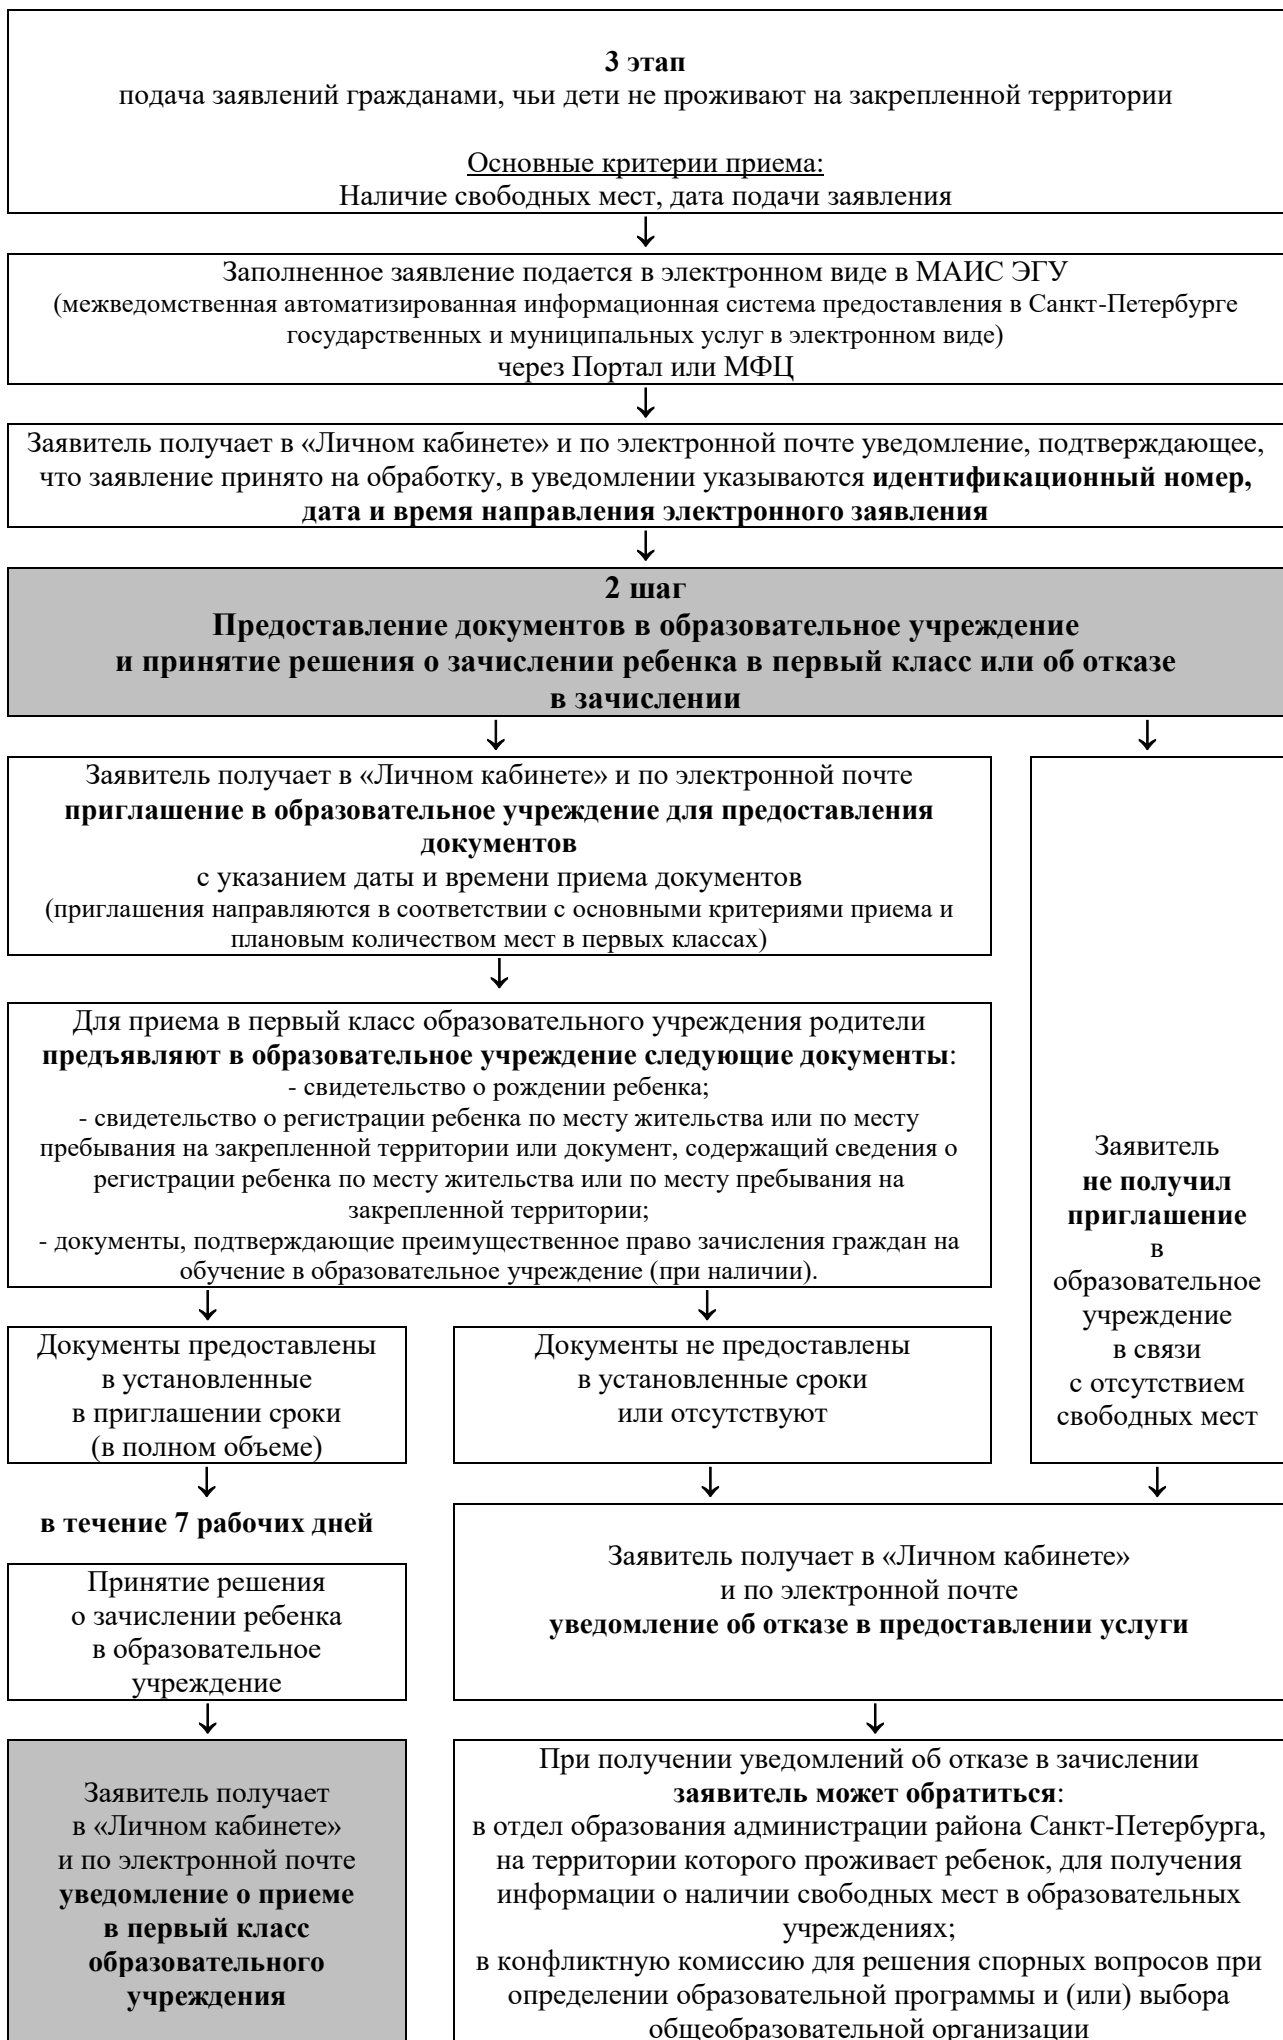 3 этап
подача заявлений гражданами, чьи дети не проживают на закрепленной территории
Основные критерии приема:
Наличие свободных мест, дата подачи заявления
Заполненное заявление подается в электронном виде в МАИС ЭГУ
(межведомственная автоматизированная информационная система предоставления в Санкт-Петербурге
государственных и муниципальных услуг в электронном виде)
через Портал или МФЦ
Заявитель получает в «Личном кабинете» и по электронной почте уведомление, подтверждающее,
что заявление принято на обработку, в уведомлении указываются идентификационный номер,
дата и время направления электронного заявления
2 шаг
Предоставление документов в образовательное учреждение
и принятие решения о зачислении ребенка в первый класс или об отказе
в зачислении
Заявитель получает в «Личном кабинете» и по электронной почте
приглашение в образовательное учреждение для предоставления
документов
с указанием даты и времени приема документов
(приглашения направляются в соответствии с основными критериями приема и
плановым количеством мест в первых классах)
Для приема в первый класс образовательного учреждения родители
предъявляют в образовательное учреждение следующие документы:
- свидетельство о рождении ребенка;
- свидетельство о регистрации ребенка по месту жительства или по месту
пребывания на закрепленной территории или документ, содержащий сведения о
регистрации ребенка по месту жительства или по месту пребывания на
закрепленной территории;
- документы, подтверждающие преимущественное право зачисления граждан на
обучение в образовательное учреждение (при наличии).
Заявитель
не получил
приглашение
в
образовательное
учреждение
в связи
с отсутствием
свободных мест
Документы предоставлены
в установленные
в приглашении сроки
(в полном объеме)
Документы не предоставлены
в установленные сроки
или отсутствуют
в течение 7 рабочих дней
Принятие решения
о зачислении ребенка
в образовательное
учреждение
Заявитель получает в «Личном кабинете»
и по электронной почте
уведомление об отказе в предоставлении услуги
Заявитель получает
в «Личном кабинете»
и по электронной почте
уведомление о приеме
в первый класс
образовательного
учреждения
При получении уведомлений об отказе в зачислении
заявитель может обратиться:
в отдел образования администрации района Санкт-Петербурга,
на территории которого проживает ребенок, для получения
информации о наличии свободных мест в образовательных
учреждениях;
в конфликтную комиссию для решения спорных вопросов при
определении образовательной программы и (или) выбора
общеобразовательной организации